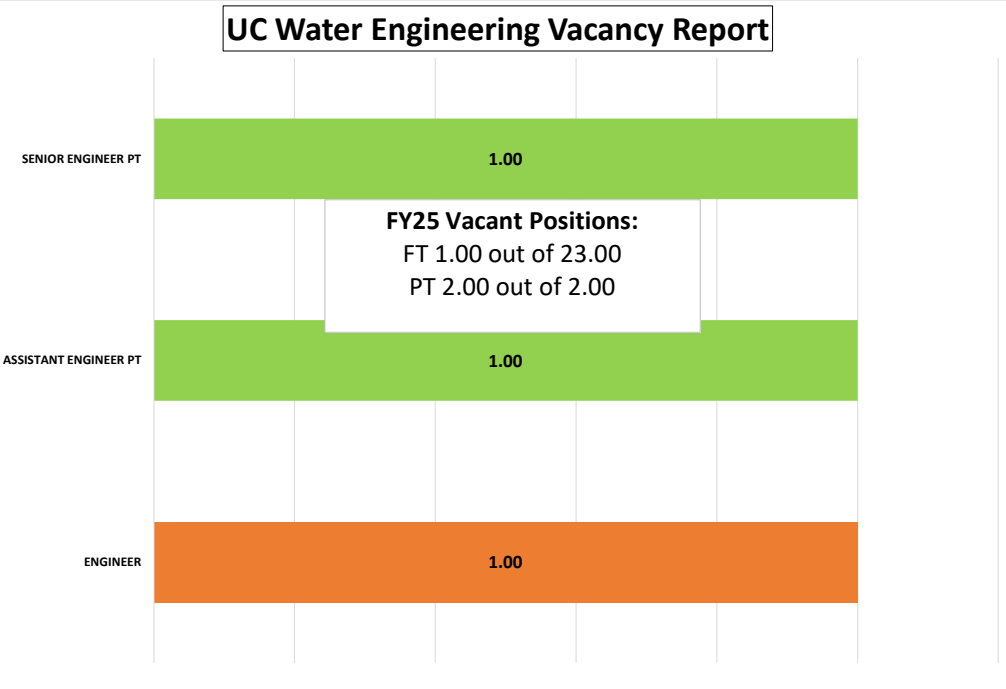 UC Water Engineering Vacancy Report
SENIOR ENGINEER PT
1.00
FY25 Vacant Positions:
FT 1.00 out of 23.00
PT 2.00 out of 2.00
ASSISTANT ENGINEER PT
1.00
ENGINEER
1.00